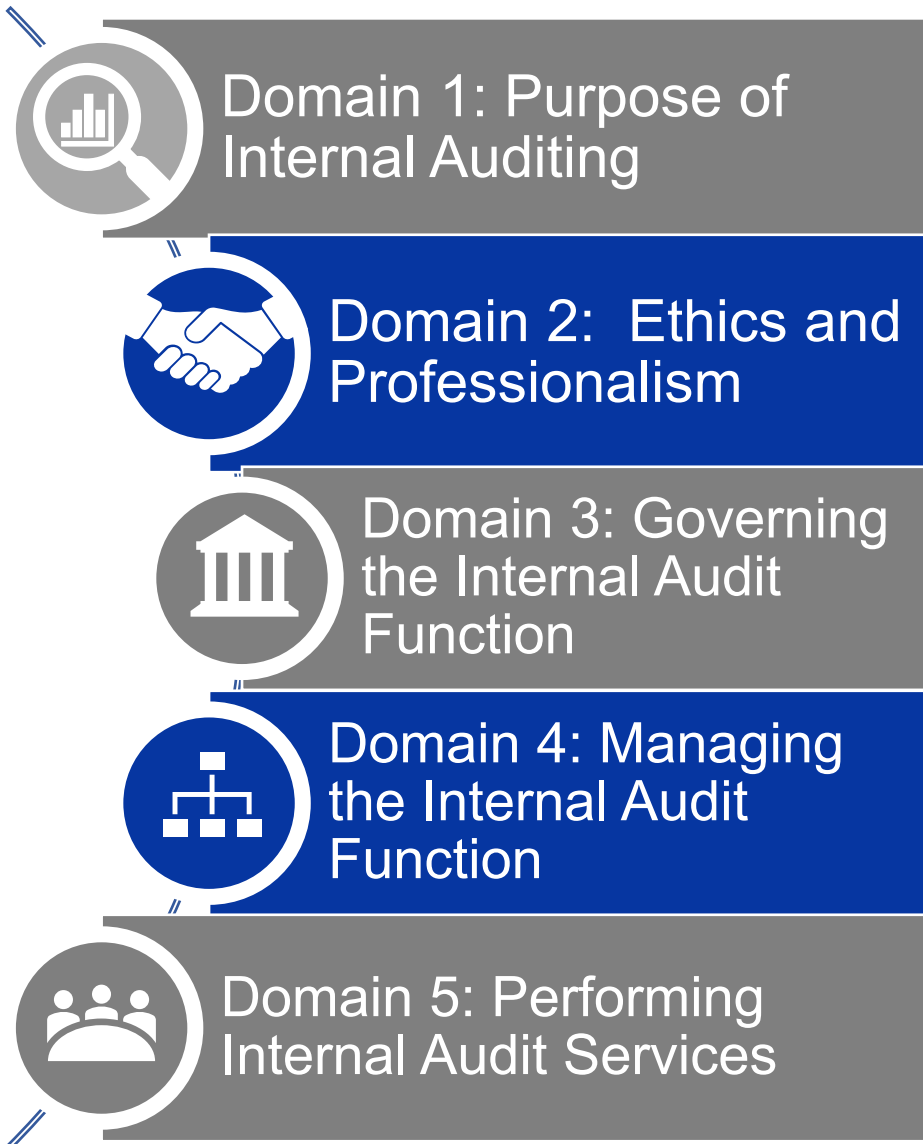 Domain 1: Purpose of
Internal Auditing
Domain 2:  Ethics and
Professionalism
Domain 3: Governing
the Internal Audit
Function
Domain 4: Managing
the Internal Audit
Function
Domain 5: Performing
Internal Audit Services